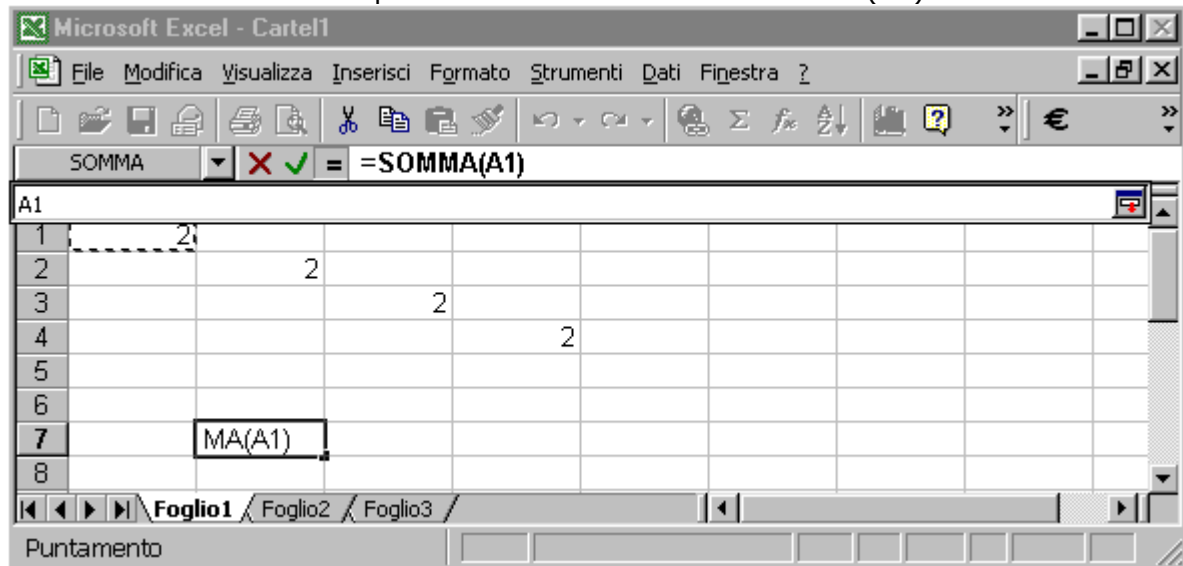 Microsoft Excel - Cartel1
File Modifica Visualizza Inserisci Formato Strumenti Dati Finestra ?
SOMMA = =SOMMA(A1)
A1
1 2
2 2
3 2
4 2
5
6
7 MA(A1)
8
Foglio1 Foglio2 Foglio3
Puntamento